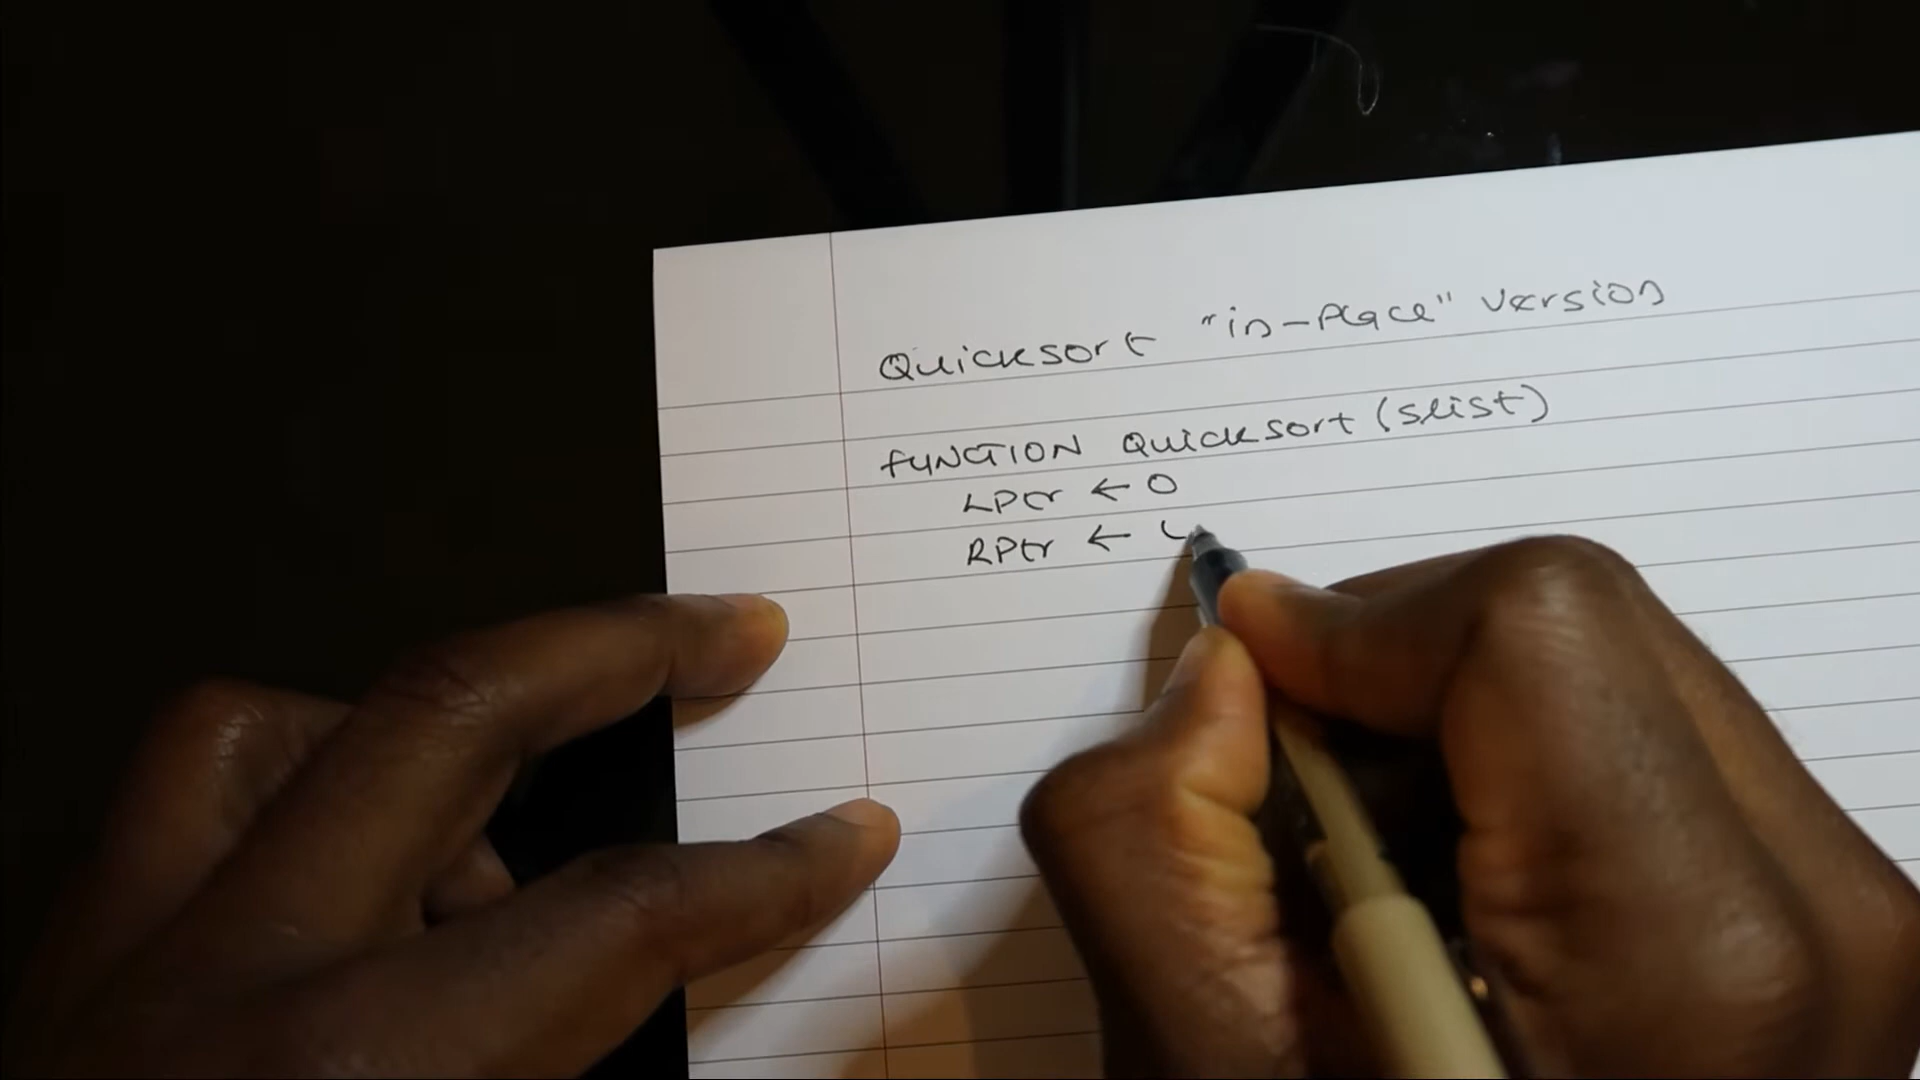 Quicksort "in-Place" Version
FUNCTION Quicksort(slist)
LPtr ← 0
RPtr ←